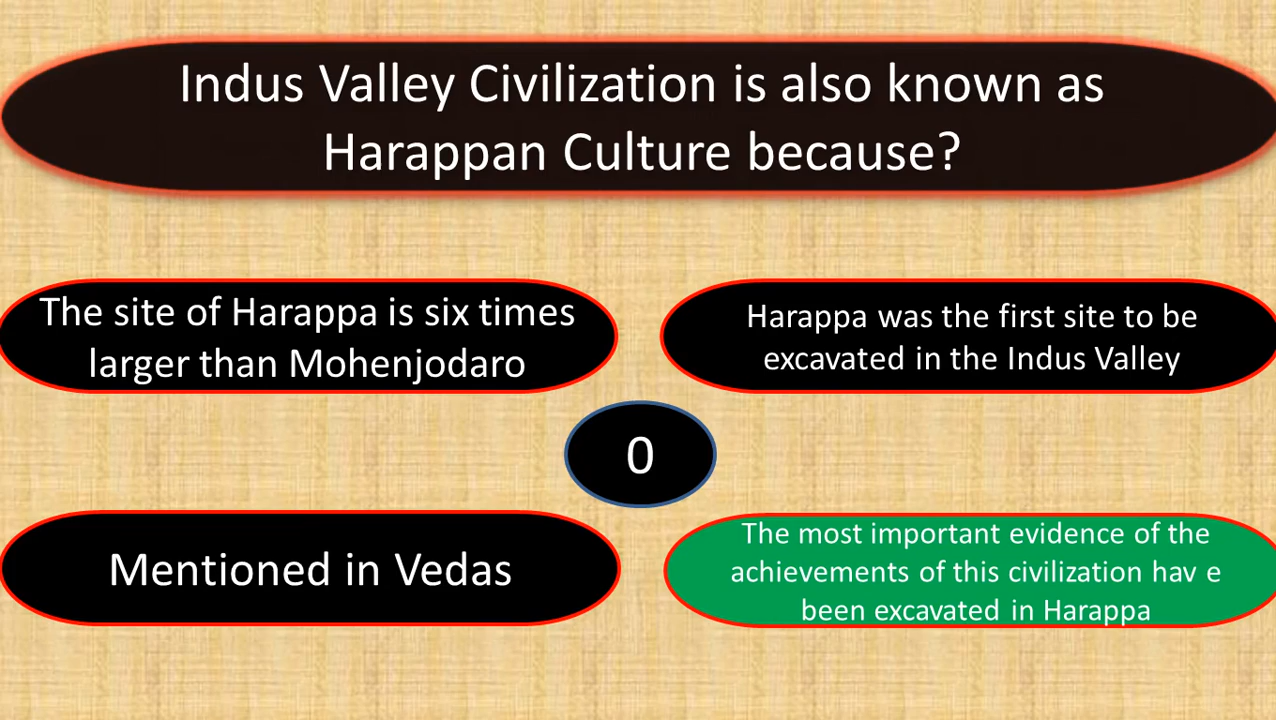 Indus Valley Civilization is also known as
Harappan Culture because?
The site of Harappa is six times
larger than Mohenjodaro
Harappa was the first site to be
excavated in the Indus Valley
0
Mentioned in Vedas
The most important evidence of the
achievements of this civilization hav e
been excavated in Harappa